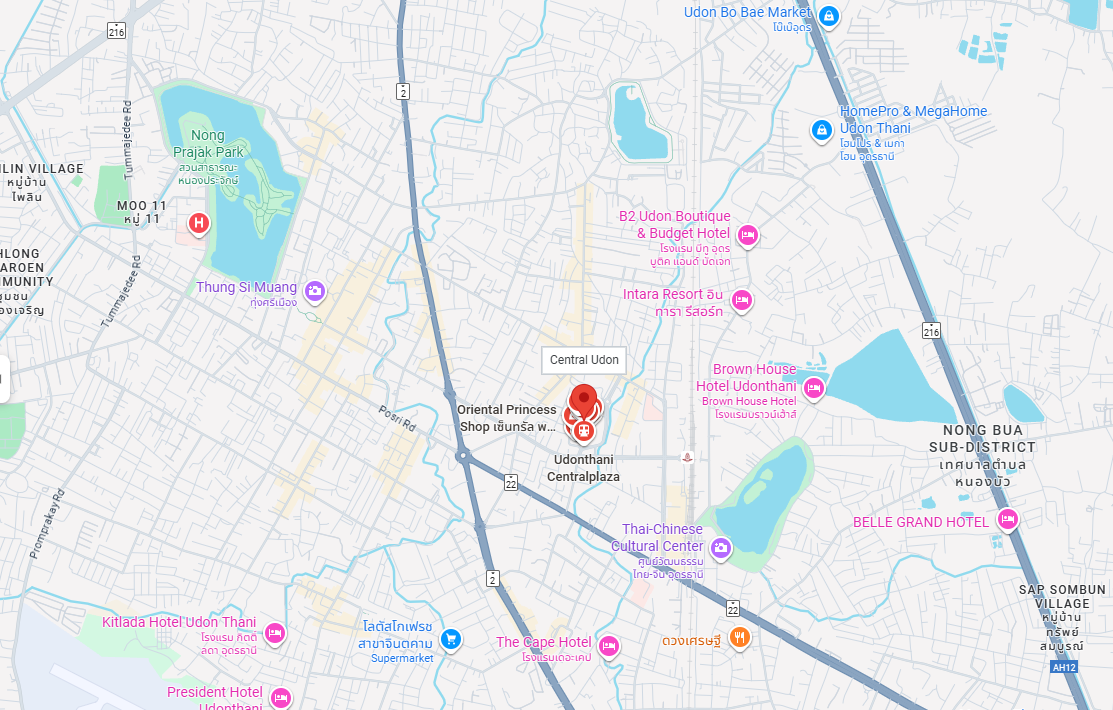 Udon Bo Bae Market
โบ๊เบ๊อุดร
216
2
HomePro & MegaHome
Udon Thani
โฮมโปร & เมกา
โฮม อุดรธานี
Tummajedee Rd
Nong
Prajak Park
สวนสาธารณะ
หนองประจักษ์
LIN VILLAGE
หมู่บ้าน
ไพลิน
MOO 11
หมู่ 11
H
B2 Udon Boutique
& Budget Hotel
โรงแรม บีทู อุดร
บูติค แอนด์ บัดเจท
HLONG
AROEN
MMUNITY
องเจริญ
Tummajedee Rd
Thung Si Muang
ทุ่งศรีเมือง
Intara Resort อิน
ทารา รีสอร์ท
216
Central Udon
Brown House
Hotel Udonthani
Brown House Hotel
โรงแรมบราวน์เฮ้าส์
Posri Rd
Oriental Princess
Shop เซ็นทรัล พ...
Udonthani
Centralplaza
NONG BUA
SUB-DISTRICT
เทศบาลตำบล
หนองบัว
22
Promprakay Rd
BELLE GRAND HOTEL
Thai-Chinese
Cultural Center
ศูนย์วัฒนธรรม
ไทย-จีน อุดรธานี
2
22
SAP SOMBUN
VILLAGE
หมู่บ้าน
ทรัพย์
สมบูรณ์
AH12
Kitlada Hotel Udon Thani
โรงแรม กิตต์
ลดา อุดรธานี
โลตัสโกเฟรช
สาขาจินตคาม
Supermarket
The Cape Hotel
โรงแรมเดอะเคป
ดวงเศรษฐี
President Hotel
Udonthani